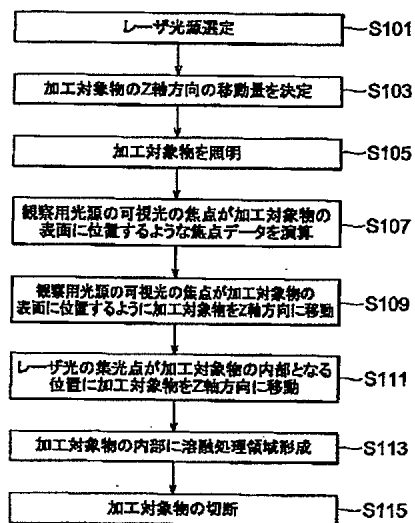 レーザ光源選定 S101
加工対象物のZ軸方向の移動量を決定 S103
加工対象物を照明 S105
観察用光源の可視光の焦点が加工対象物の
表面に位置するような焦点データを演算 S107
観察用光源の可視光の焦点が加工対象物の
表面に位置するように加工対象物をZ軸方向に移動 S109
レーザ光の集光点が加工対象物の内部となる
位置に加工対象物をZ軸方向に移動 S111
加工対象物の内部に溶融処理領域形成 S113
加工対象物の切断 S115